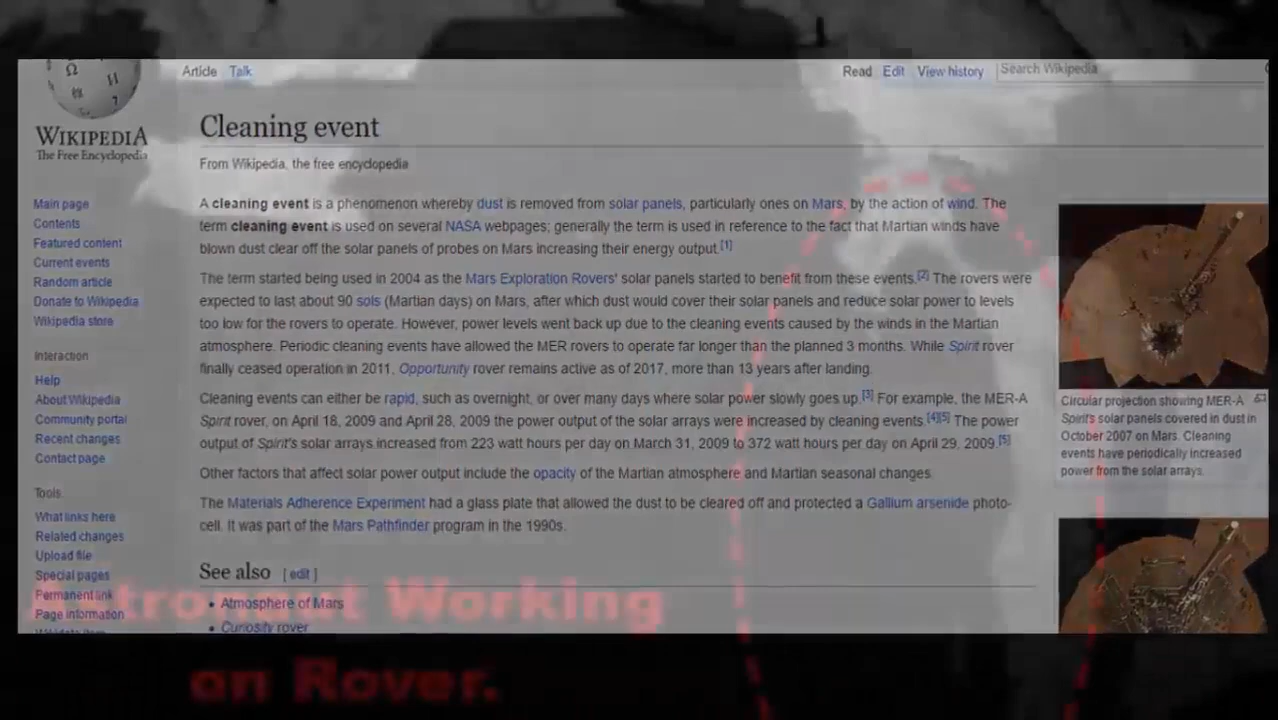 Article Talk
Read Edit View history Search Wikipedia
WIKIPEDIA
The Free Encyclopedia
Cleaning event
From Wikipedia, the free encyclopedia
Main page
Contents
Featured content
Current events
Random article
Donate to Wikipedia
Wikipedia store
Interaction
Help
About Wikipedia
Community portal
Recent changes
Contact page
Tools
What links here
Related changes
Upload file
Special pages
Permanent link
Page information
A cleaning event is a phenomenon whereby dust is removed from solar panels, particularly ones on Mars, by the action of wind. The
term cleaning event is used on several NASA webpages; generally the term is used in reference to the fact that Martian winds have
blown dust clear off the solar panels of probes on Mars increasing their energy output.[1]
The term started being used in 2004 as the Mars Exploration Rovers' solar panels started to benefit from these events.[2] The rovers were
expected to last about 90 sols (Martian days) on Mars, after which dust would cover their solar panels and reduce solar power to levels
too low for the rovers to operate. However, power levels went back up due to the cleaning events caused by the winds in the Martian
atmosphere. Periodic cleaning events have allowed the MER rovers to operate far longer than the planned 3 months. While Spirit rover
finally ceased operation in 2011, Opportunity rover remains active as of 2017, more than 13 years after landing.
Cleaning events can either be rapid, such as overnight, or over many days where solar power slowly goes up.[3] For example, the MER-A
Spirit rover, on April 18, 2009 and April 28, 2009 the power output of the solar arrays were increased by cleaning events.[4][5] The power
output of Spirit's solar arrays increased from 223 watt hours per day on March 31, 2009 to 372 watt hours per day on April 29, 2009.[5]
Other factors that affect solar power output include the opacity of the Martian atmosphere and Martian seasonal changes.
The Materials Adherence Experiment had a glass plate that allowed the dust to be cleared off and protected a Gallium arsenide photo-
cell. It was part of the Mars Pathfinder program in the 1990s.
See also [ edit ]
• Atmosphere of Mars
• Curiosity rover
Circular projection showing MER-A
Spirit's solar panels covered in dust in
October 2007 on Mars. Cleaning
events have periodically increased
power from the solar arrays.
Astronaut Working
on Rover.